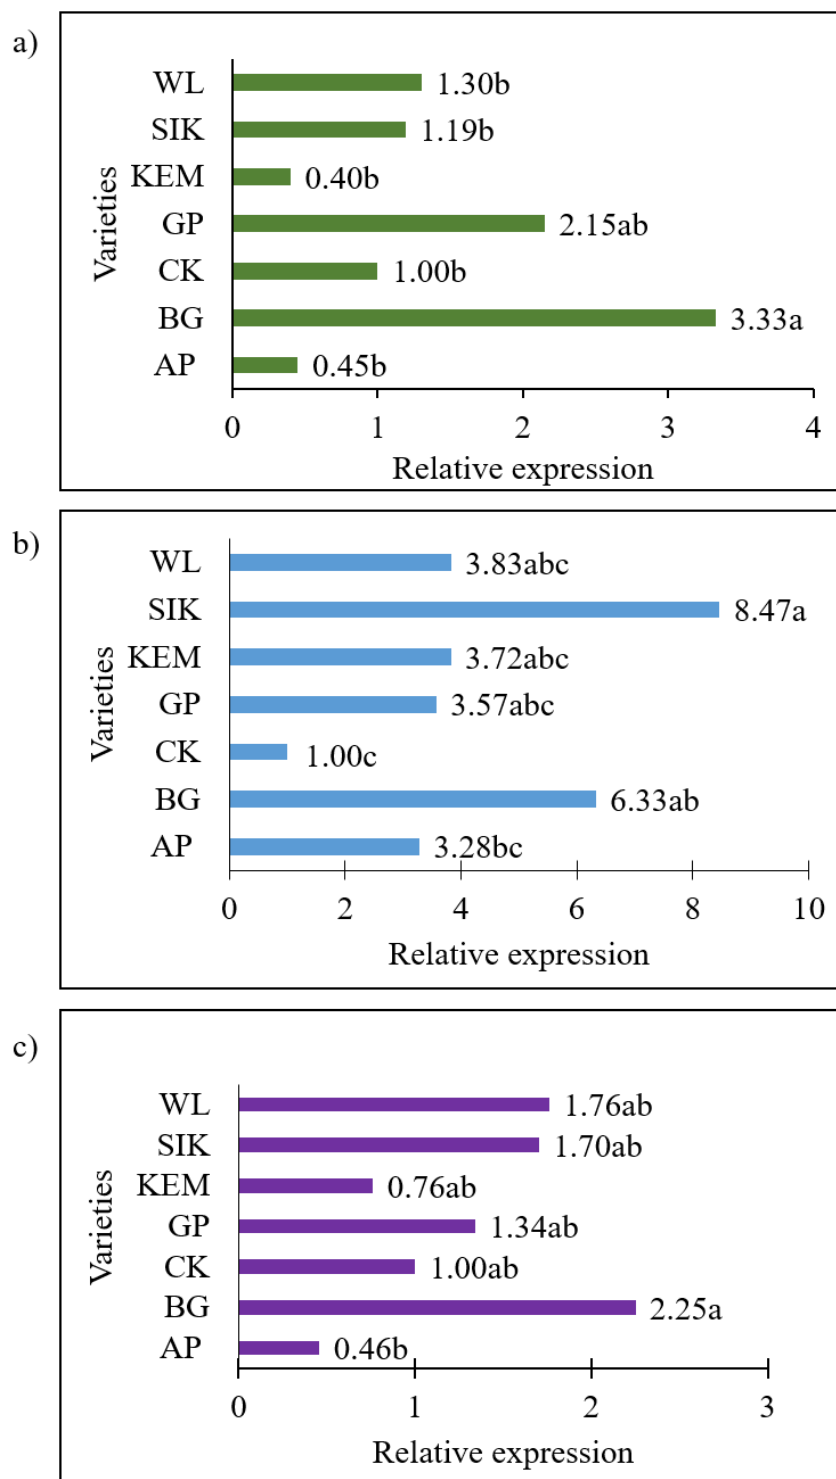 a)
Varieties
WL 1.30b
SIK 1.19b
KEM 0.40b
GP 2.15ab
CK 1.00b
BG 3.33a
AP 0.45b
0 1 2 3 4
Relative expression
b)
Varieties
WL 3.83abc
SIK 8.47a
KEM 3.72abc
GP 3.57abc
CK 1.00c
BG 6.33ab
AP 3.28bc
0 2 4 6 8 10
Relative expression
c)
Varieties
WL 1.76ab
SIK 1.70ab
KEM 0.76ab
GP 1.34ab
CK 1.00ab
BG 2.25a
AP 0.46b
0 1 2 3
Relative expression